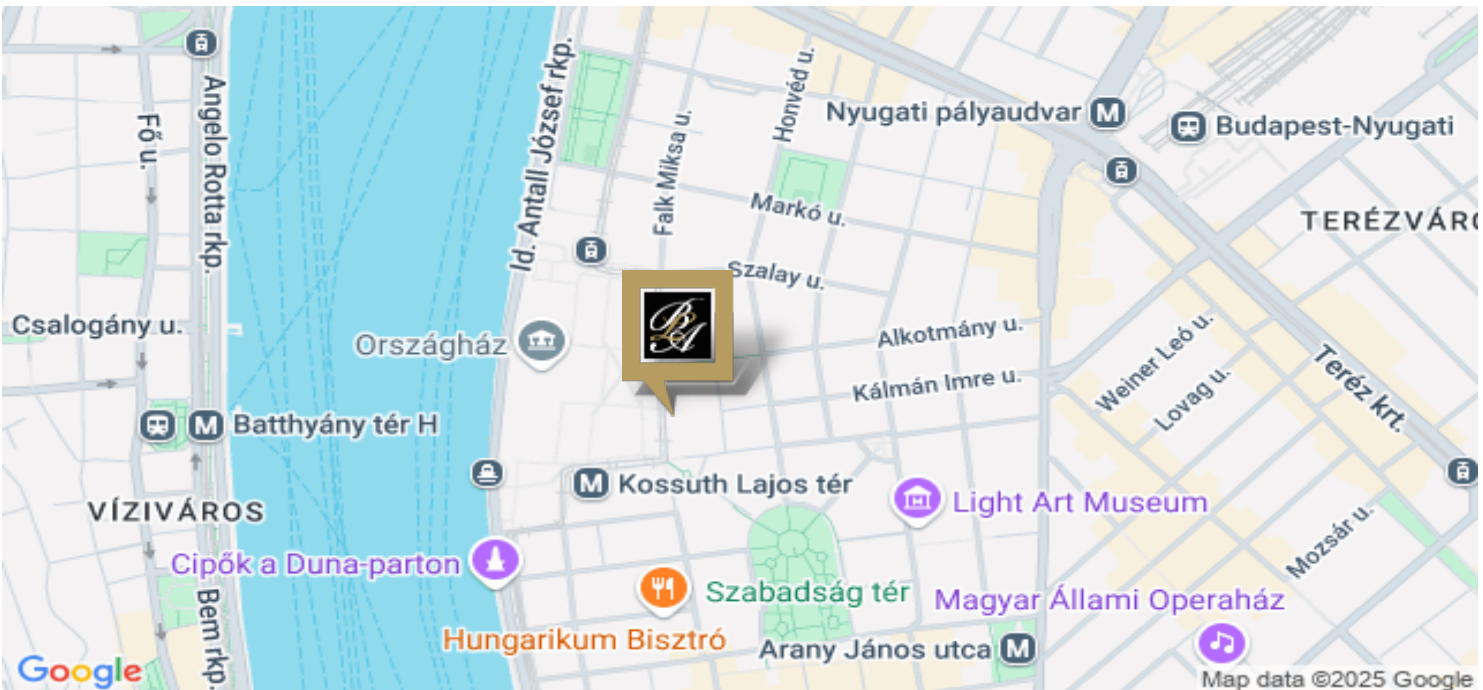 Honvéd u.
Nyugati pályaudvar
M
Budapest-Nyugati
Angelo Rotta rkp.
Fő u.
Id. Antall József rkp.
Falk Miksa u.
Markó u.
TERÉZVÁRO
Szalay u.
Csalogány u.
Országház
BA
Alkotmány u.
Weiner Leó u.
Teréz krt.
Kálmán Imre u.
Lovag u.
M
Batthyány tér H
M
Kossuth Lajos tér
Light Art Museum
VÍZIVÁROS
Mozsár u.
Cipők a Duna-parton
Szabadság tér
Magyar Állami Operaház
Bem rkp.
Hungarikum Bisztró
Arany János utca
M
Google
Map data ©2025 Google